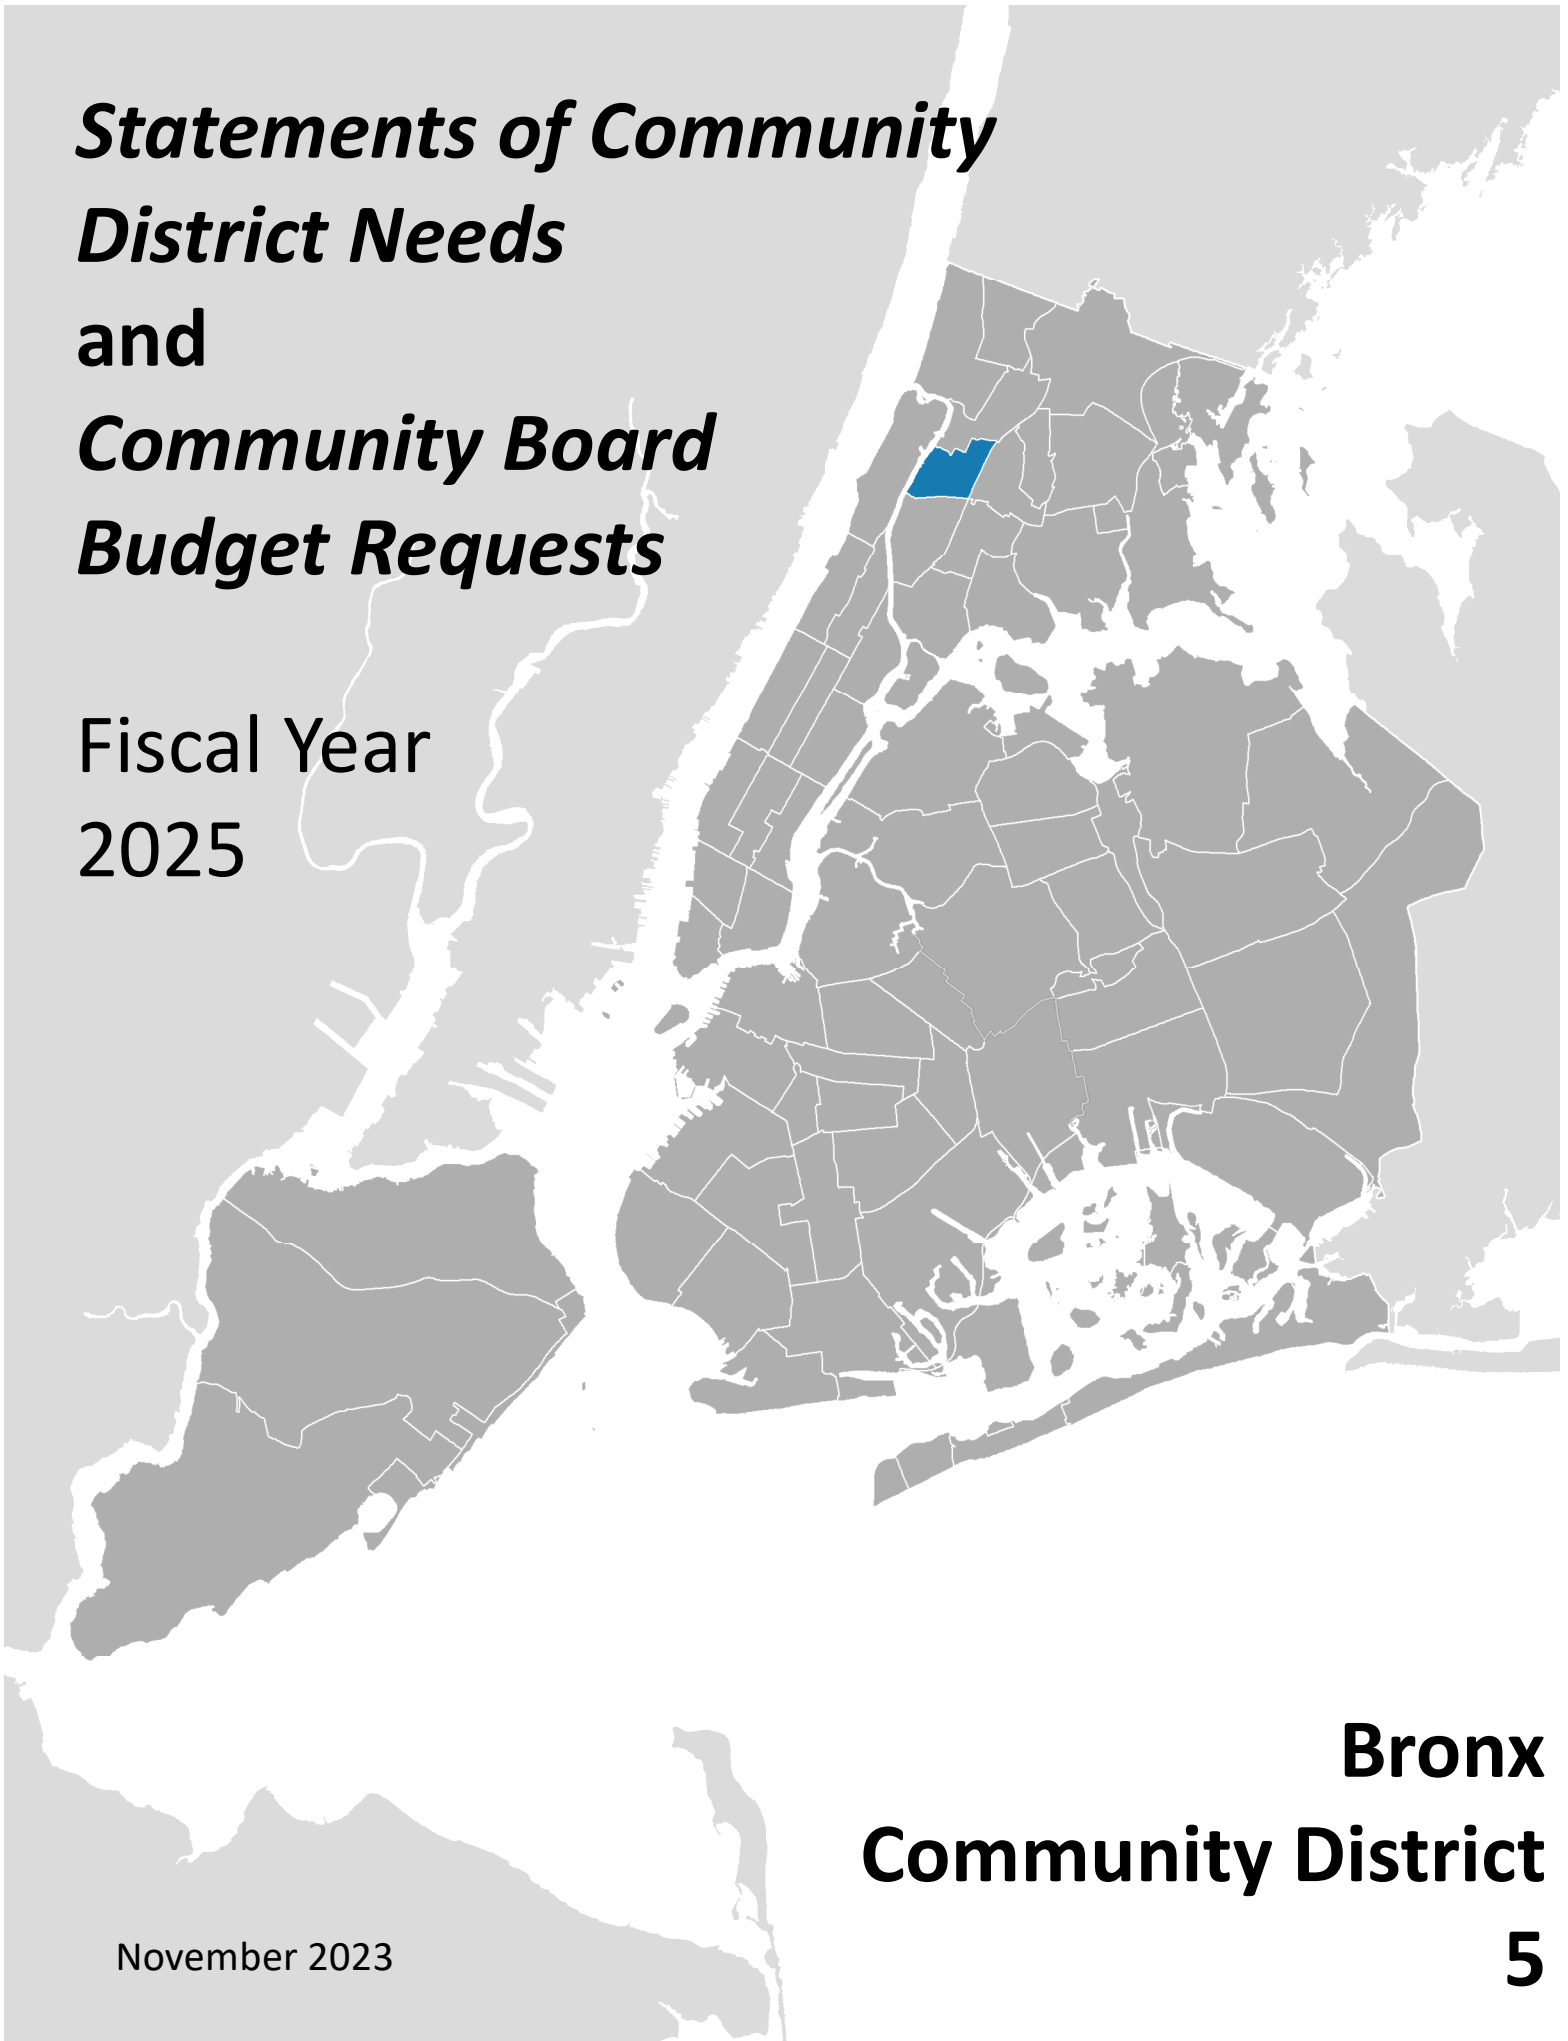 Statements of Community
District Needs
and
Community Board
Budget Requests
Fiscal Year
2025
Bronx
Community District
5
November 2023